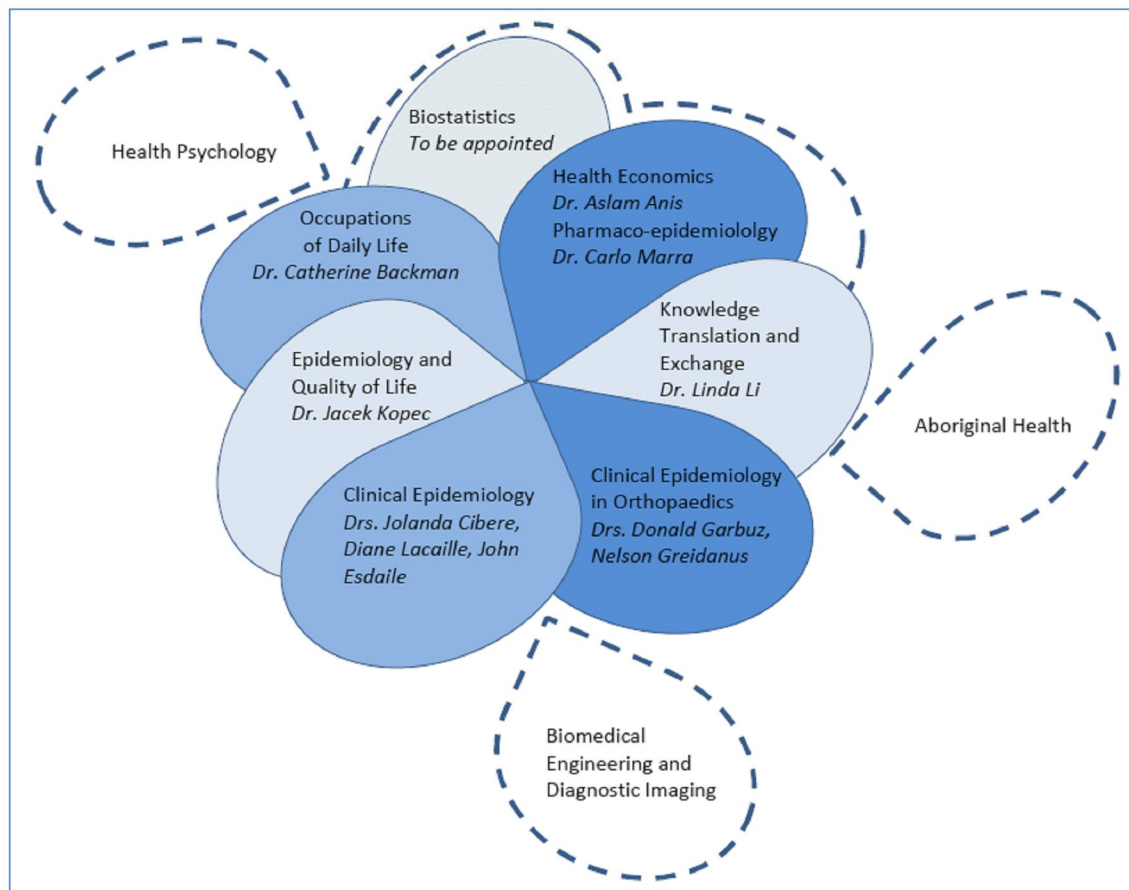 Health Psychology
Biostatistics
To be appointed
Health Economics
Dr. Aslam Anis
Pharmaco-epidemiololgy
Dr. Carlo Marra
Occupations
of Daily Life
Dr. Catherine Backman
Knowledge
Translation and
Exchange
Dr. Linda Li
Epidemiology and
Quality of Life
Dr. Jacek Kopec
Aboriginal Health
Clinical Epidemiology
Drs. Jolanda Cibere,
Diane Lacaille, John
Esdaile
Clinical Epidemiology
in Orthopaedics
Drs. Donald Garbuz,
Nelson Greidanus
Biomedical
Engineering and
Diagnostic Imaging